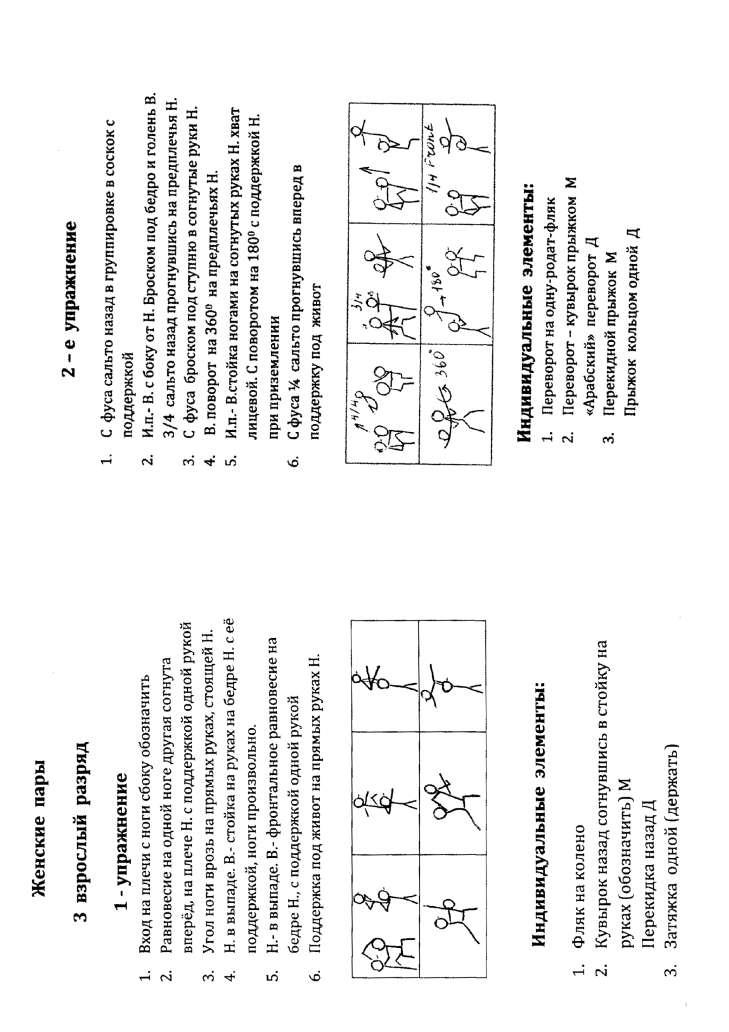 Женские пары
3 взрослый разряд
1 - упражнение
1. Вход на плечи с ноги сбоку обозначить
2. Равновесие на одной ноге другая согнута
вперёд, на плече Н. с поддержкой одной рукой
3. Угол ноги врозь на прямых руках, стоящей Н.
4. Н. в выпаде. В.- стойка на руках на бедре Н. с её
поддержкой, ноги произвольно.
5. Н.- в выпаде. В.- фронтальное равновесие на
бедре Н., с поддержкой одной рукой
6. Поддержка под живот на прямых руках Н.
Индивидуальные элементы:
1. Фляк на колено
2. Кувырок назад согнувшись в стойку на
руках (обозначить) М
Перекидка назад Д
3. Затяжка одной (держать)
2 – е упражнение
1. С фуса сальто назад в группировке в соскок с
поддержкой
2. И.п.- В. с боку от Н. Броском под бедро и голень В.
3/4 сальто назад прогнувшись на предплечья Н.
3. С фуса броском под ступню в согнутые руки Н.
4. В. поворот на 360⁰ на предплечьях Н.
5. И.п.- В.стойка ногами на согнутых руках Н. хват
лицевой. С поворотом на 180⁰ с поддержкой Н.
при приземлении
6. С фуса ¼ сальто прогнувшись вперед в
поддержку под живот
4/4
3/4
360°
180°
1/4 front
Индивидуальные элементы:
1. Переворот на одну-родат-фляк
2. Переворот – кувырок прыжком М
«Арабский» переворот Д
3. Перекидной прыжок М
Прыжок кольцом одной Д